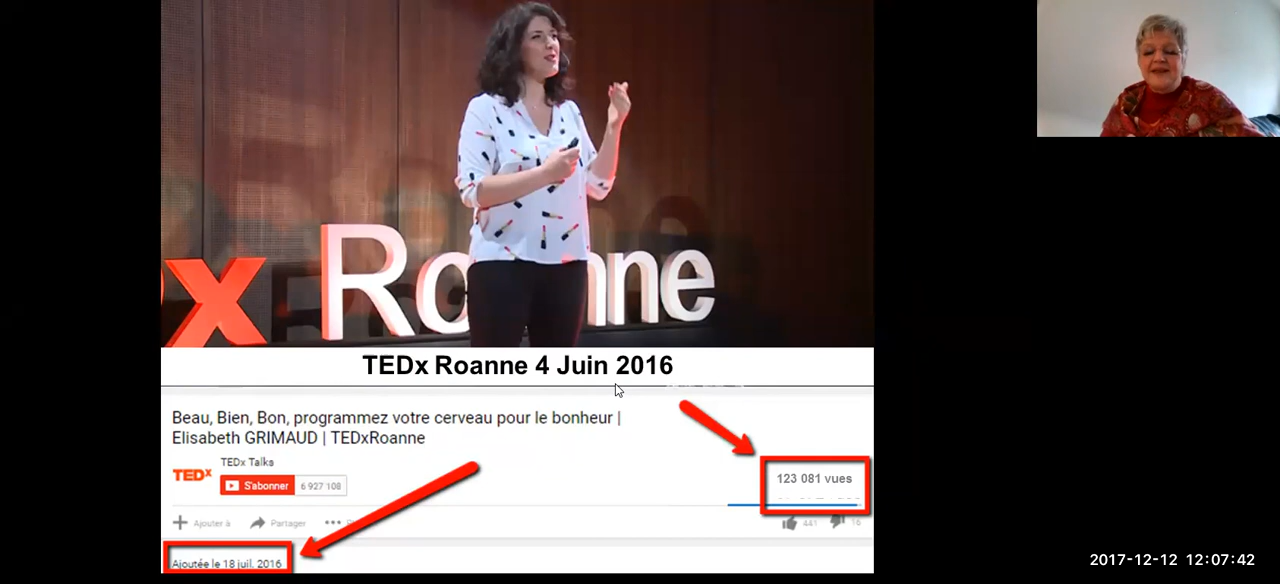 x Roanne
TEDx Roanne 4 Juin 2016
Beau, Bien, Bon, programmez votre cerveau pour le bonheur |
Elisabeth GRIMAUD | TEDxRoanne
TEDx Talks
TEDx
S'abonner 6 927 108
123 081 vues
Ajouter à Partager •••
441 16
Ajoutée le 18 juil. 2016
2017-12-12 12:07:42